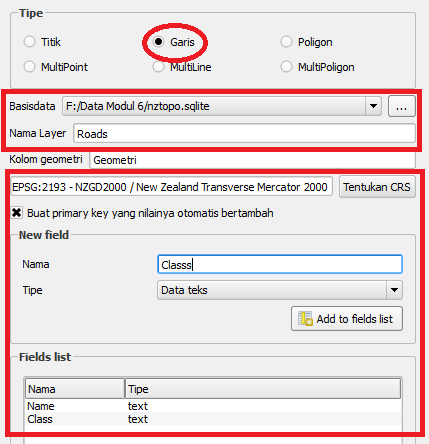 Tipe
Titik Garis Poligon
MultiPoint MultiLine MultiPoligon
Basisdata F:/Data Modul 6/nztopo.sqlite ...
Nama Layer Roads
Kolom geometri Geometri
EPSG:2193 - NZGD2000 / New Zealand Transverse Mercator 2000 Tentukan CRS
Buat primary key yang nilainya otomatis bertambah
New field
Nama Classs
Tipe Data teks
Add to fields list
Fields list
Nama Tipe
Name text
Class text